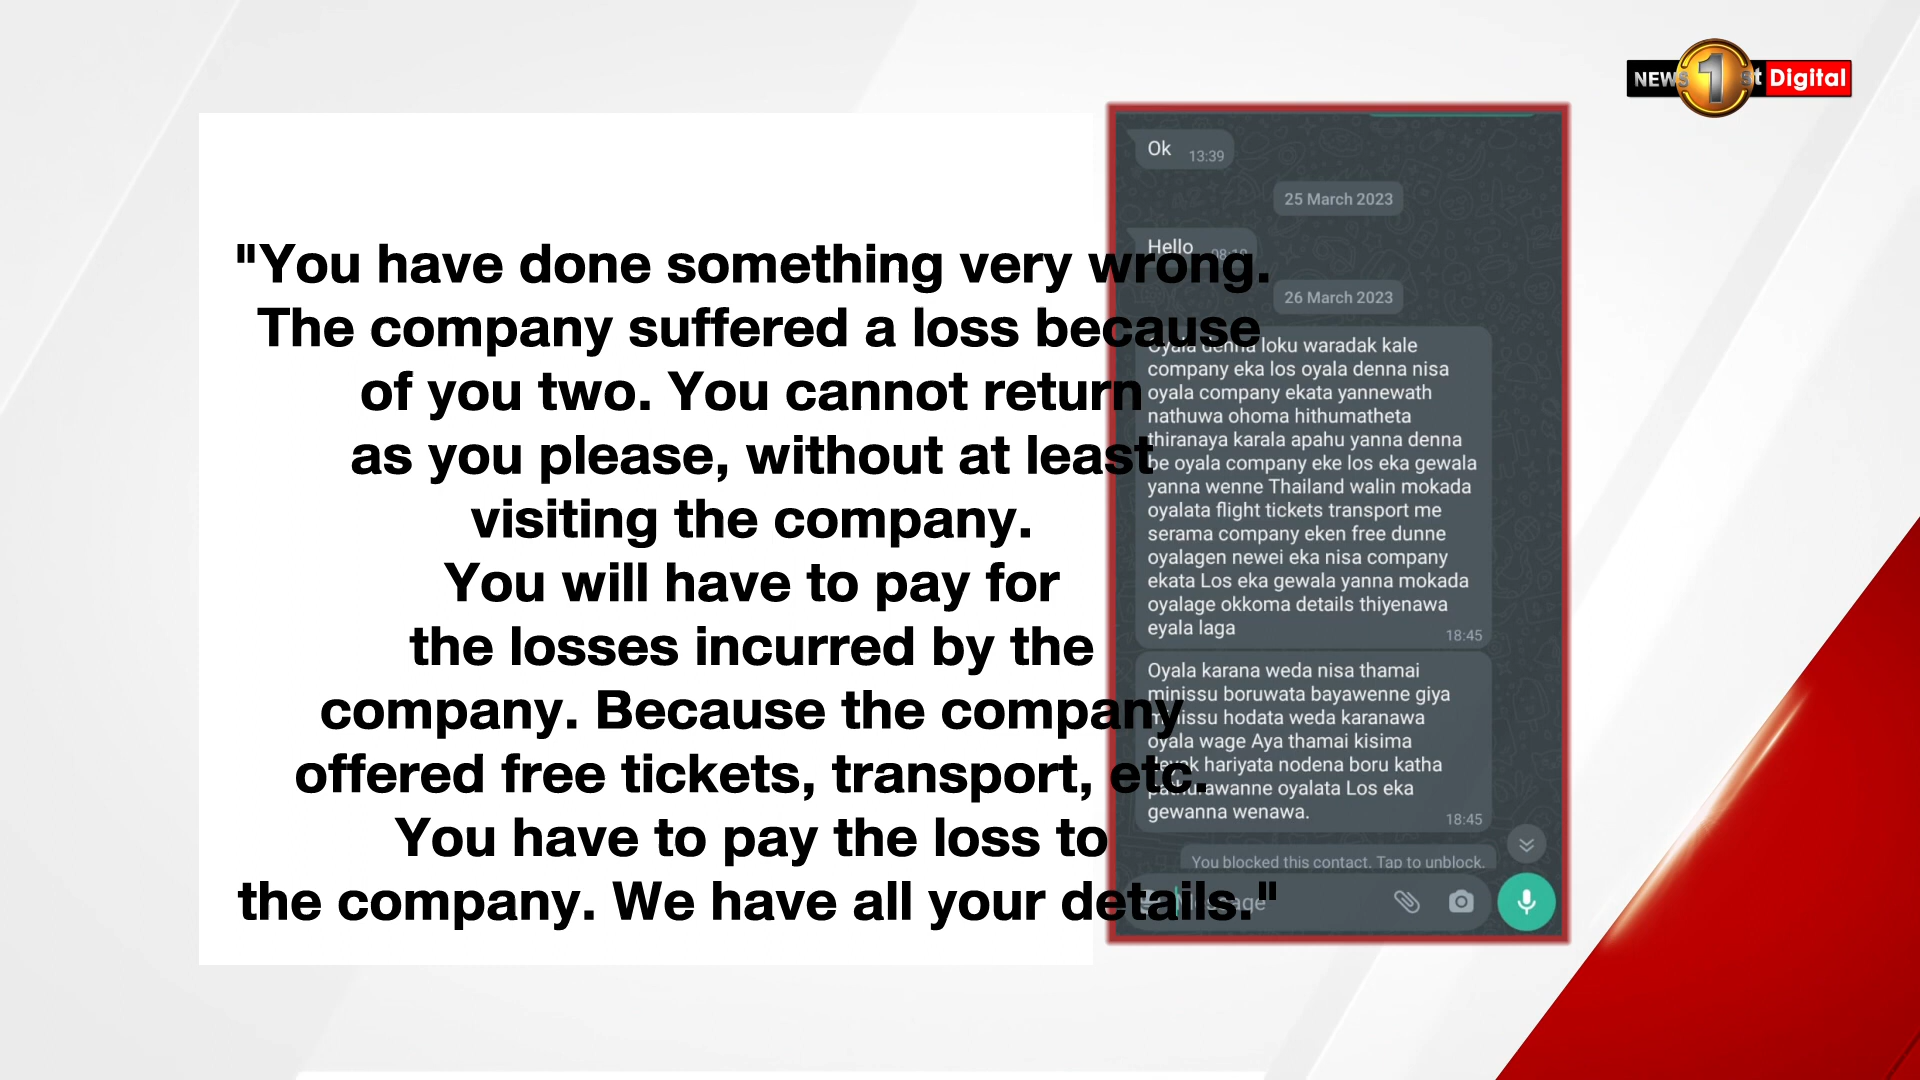 NEWS 1st Digital
"You have done something very wrong.
The company suffered a loss because
of you two. You cannot return
as you please, without at least
visiting the company.
You will have to pay for
the losses incurred by the
company. Because the company
offered free tickets, transport, etc.
You have to pay the loss to
the company. We have all your details."
Ok 13:39
25 March 2023
Hello
26 March 2023
Oyala denna loku waradak kale
company eka los oyala denna nisa
oyala company ekata yannewath
nathuwa ohoma hithumatheta
thiranaya karala apahu yanna denna
be oyala company eke los eka gewala
yanna wenne Thailand walin mokada
oyalata flight tickets transport me
serama company eken free dunne
oyalagen newei eka nisa company
ekata Los eka gewala yanna mokada
oyalage okkoma details thiyenawa
eyala laga 18:45
Oyala karana weda nisa thamai
minissu boruwata bayawenne giya
minissu hodata weda karanawa
oyala wage Aya thamai kisima
hariyata nodena boru katha
oyalata Los eka
gewanna wenawa. 18:45
You blocked this contact. Tap to unblock.
Message